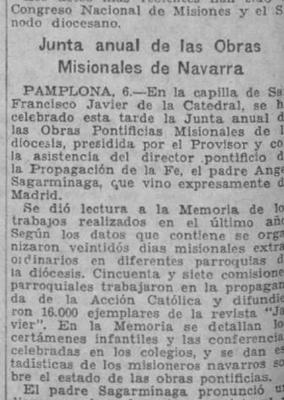 Congreso Nacional de Misiones y el S
nodo diocesano.
Junta anual de las Obras
Misionales de Navarra
PAMPLONA, 6.—En la capilla de Sa
Francisco Javier de la Catedral, se h
celebrado esta tarde la Junta anual d
las Obras Pontificias Misionales de l
diócesis, presidida por el Provisor y co
la asistencia del director pontificio d
la Propagación de la Fe, el padre Ange
Sagarmínaga, que vino expresamente d
Madrid.
Se dió lectura a la Memoria de lo
trabajos realizados en el último año
Según los datos que contiene se orga
nizaron veintidós dias misionales extra
ordinarios en diferentes parroquias d
la diócesis. Cincuenta y siete comisione
parroquiales trabajaron en la propagan
da de la Acción Católica y difundie
ron 16.000 ejemplares de la revista "Ja
vier". En la Memoria se detallan lo
certámenes infantiles y las conferencia
celebradas en los colegios, y se dan es
tadísticas de los misioneros navarros so
bre el estado de las obras pontificias.
El padre Sagarmínaga pronunció u